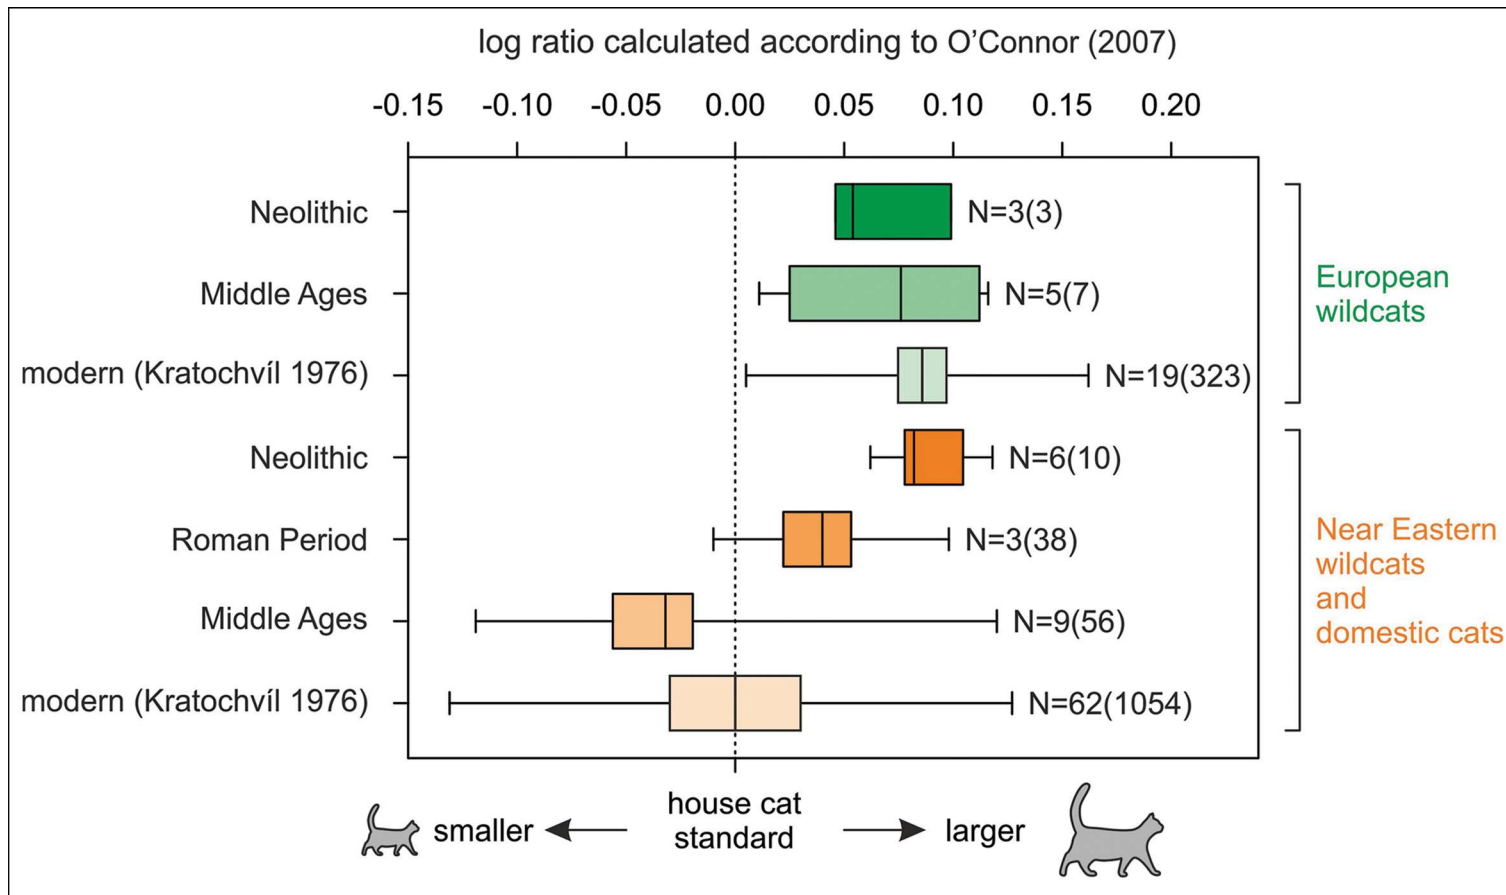 log ratio calculated according to O’Connor (2007)
-0.15 -0.10 -0.05 0.00 0.05 0.10 0.15 0.20
Neolithic N=3(3)
Middle Ages N=5(7)
modern (Kratochvíl 1976) N=19(323)
European
wildcats
Neolithic N=6(10)
Roman Period N=3(38)
Middle Ages N=9(56)
modern (Kratochvíl 1976) N=62(1054)
Near Eastern
wildcats
and
domestic cats
smaller
house cat
standard
larger